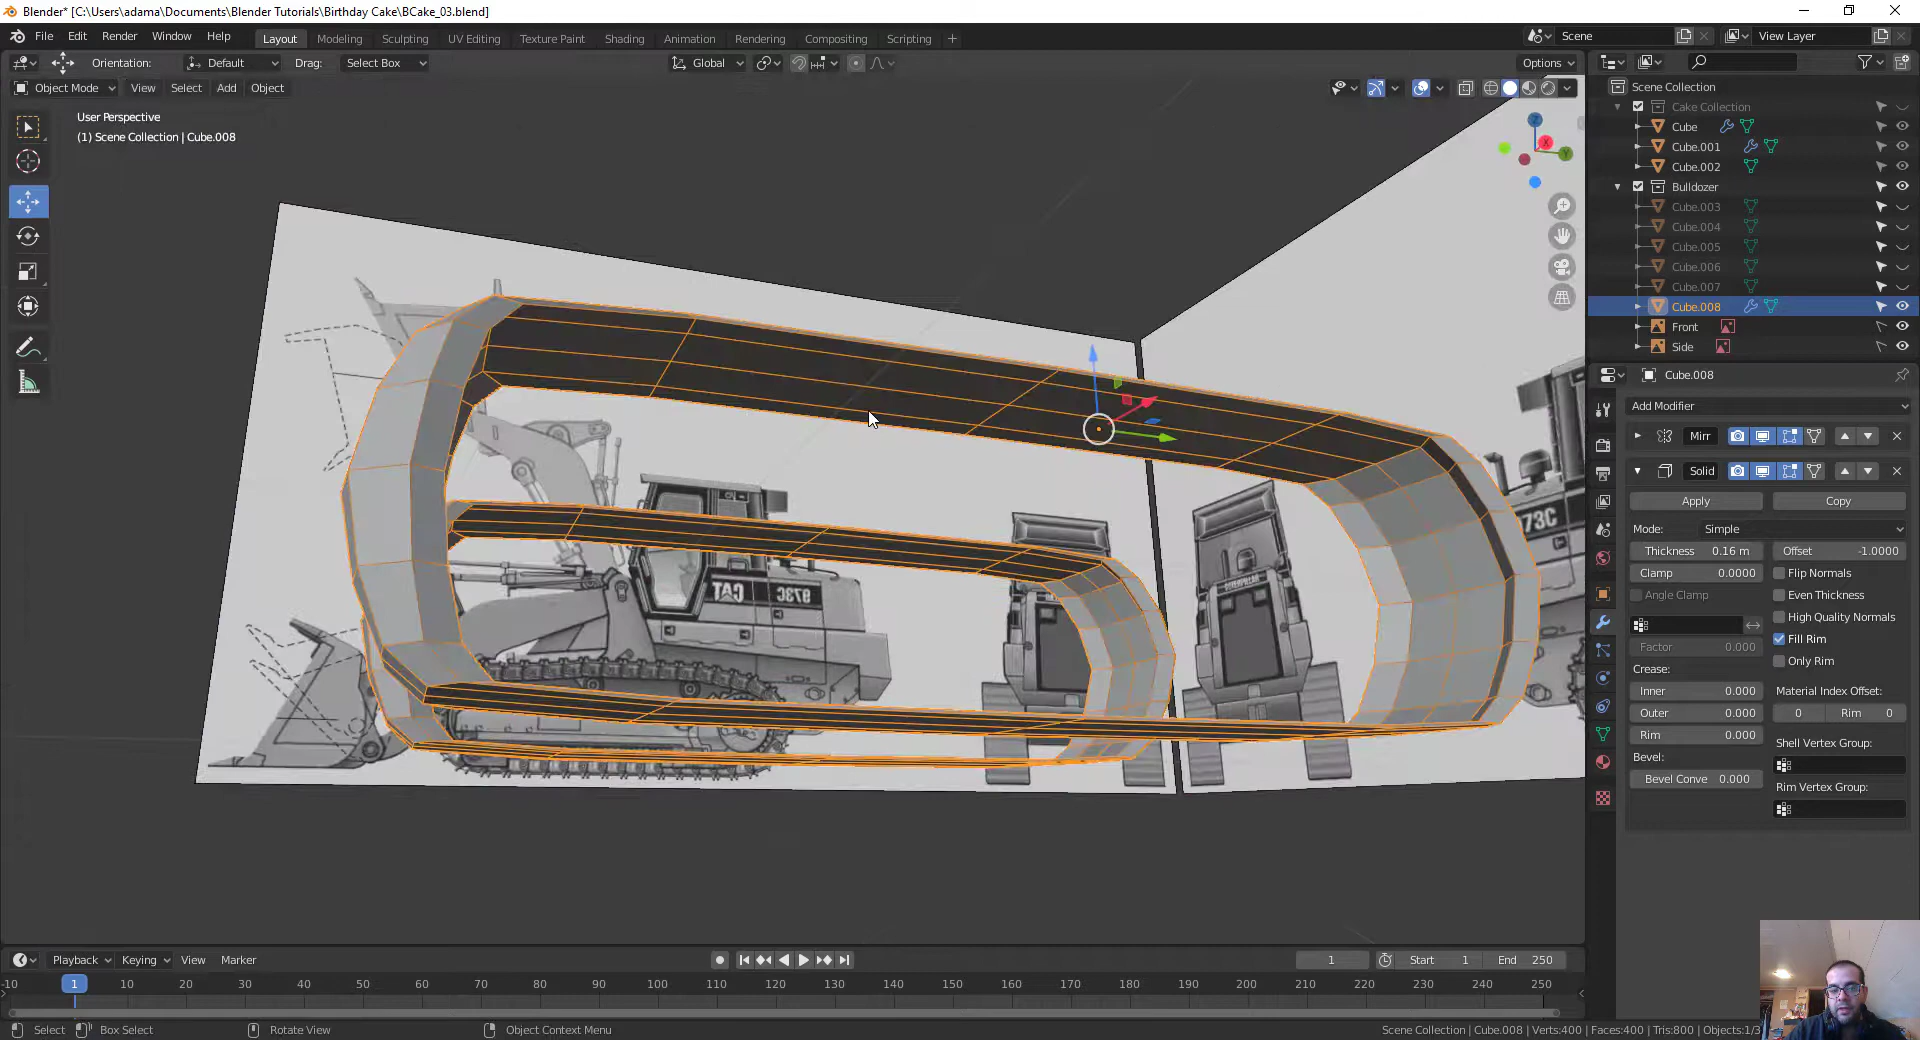 Blender* [C:\Users\adama\Documents\Blender Tutorials\Birthday Cake\BCake_03.blend]
File Edit Render Window Help Layout Modeling Sculpting UV Editing Texture Paint Shading Animation Rendering Compositing Scripting + Scene View Layer
Orientation: Default Drag: Select Box Global Options
Object Mode View Select Add Object
User Perspective
(1) Scene Collection | Cube.008
Scene Collection
Cake Collection
Cube
Cube.001
Cube.002
Bulldozer
Cube.003
Cube.004
Cube.005
Cube.006
Cube.007
Cube.008
Front
Side
Cube.008
Add Modifier
Mirr
Solid
Apply Copy
Mode: Simple
Thickness 0.16 m Offset -1.0000
Clamp 0.0000 Flip Normals
Angle Clamp Even Thickness
High Quality Normals
Factor 0.000 Fill Rim
Crease: Only Rim
Inner 0.000 Material Index Offset:
Outer 0.000 0 Rim 0
Rim 0.000 Shell Vertex Group:
Bevel:
Bevel Conve 0.000 Rim Vertex Group:
Z X Y
CAT 973C
73C
Playback Keying View Marker 1 Start 1 End 250
-10 1 10 20 30 40 50 60 70 80 90 100 110 120 130 140 150 160 170 180 190 200 210 220 230 240 250
Select Box Select Rotate View Object Context Menu Scene Collection | Cube.008 | Verts:400 | Faces:400 | Tris:800 | Objects:1/3